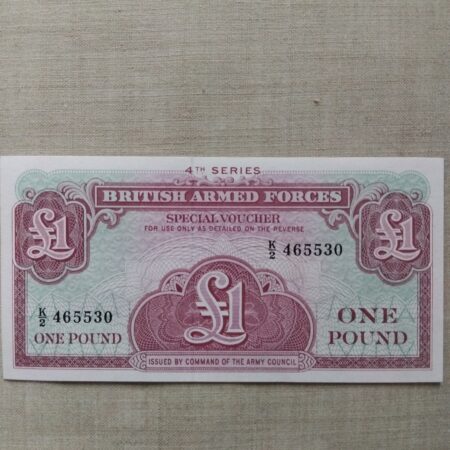 4TH SERIES
BRITISH ARMED FORCES
SPECIAL VOUCHER
FOR USE ONLY AS DETAILED ON THE REVERSE
£1
£1
K/2 465530
£1
K/2 465530
ONE POUND
ONE
POUND
ISSUED BY COMMAND OF THE ARMY COUNCIL